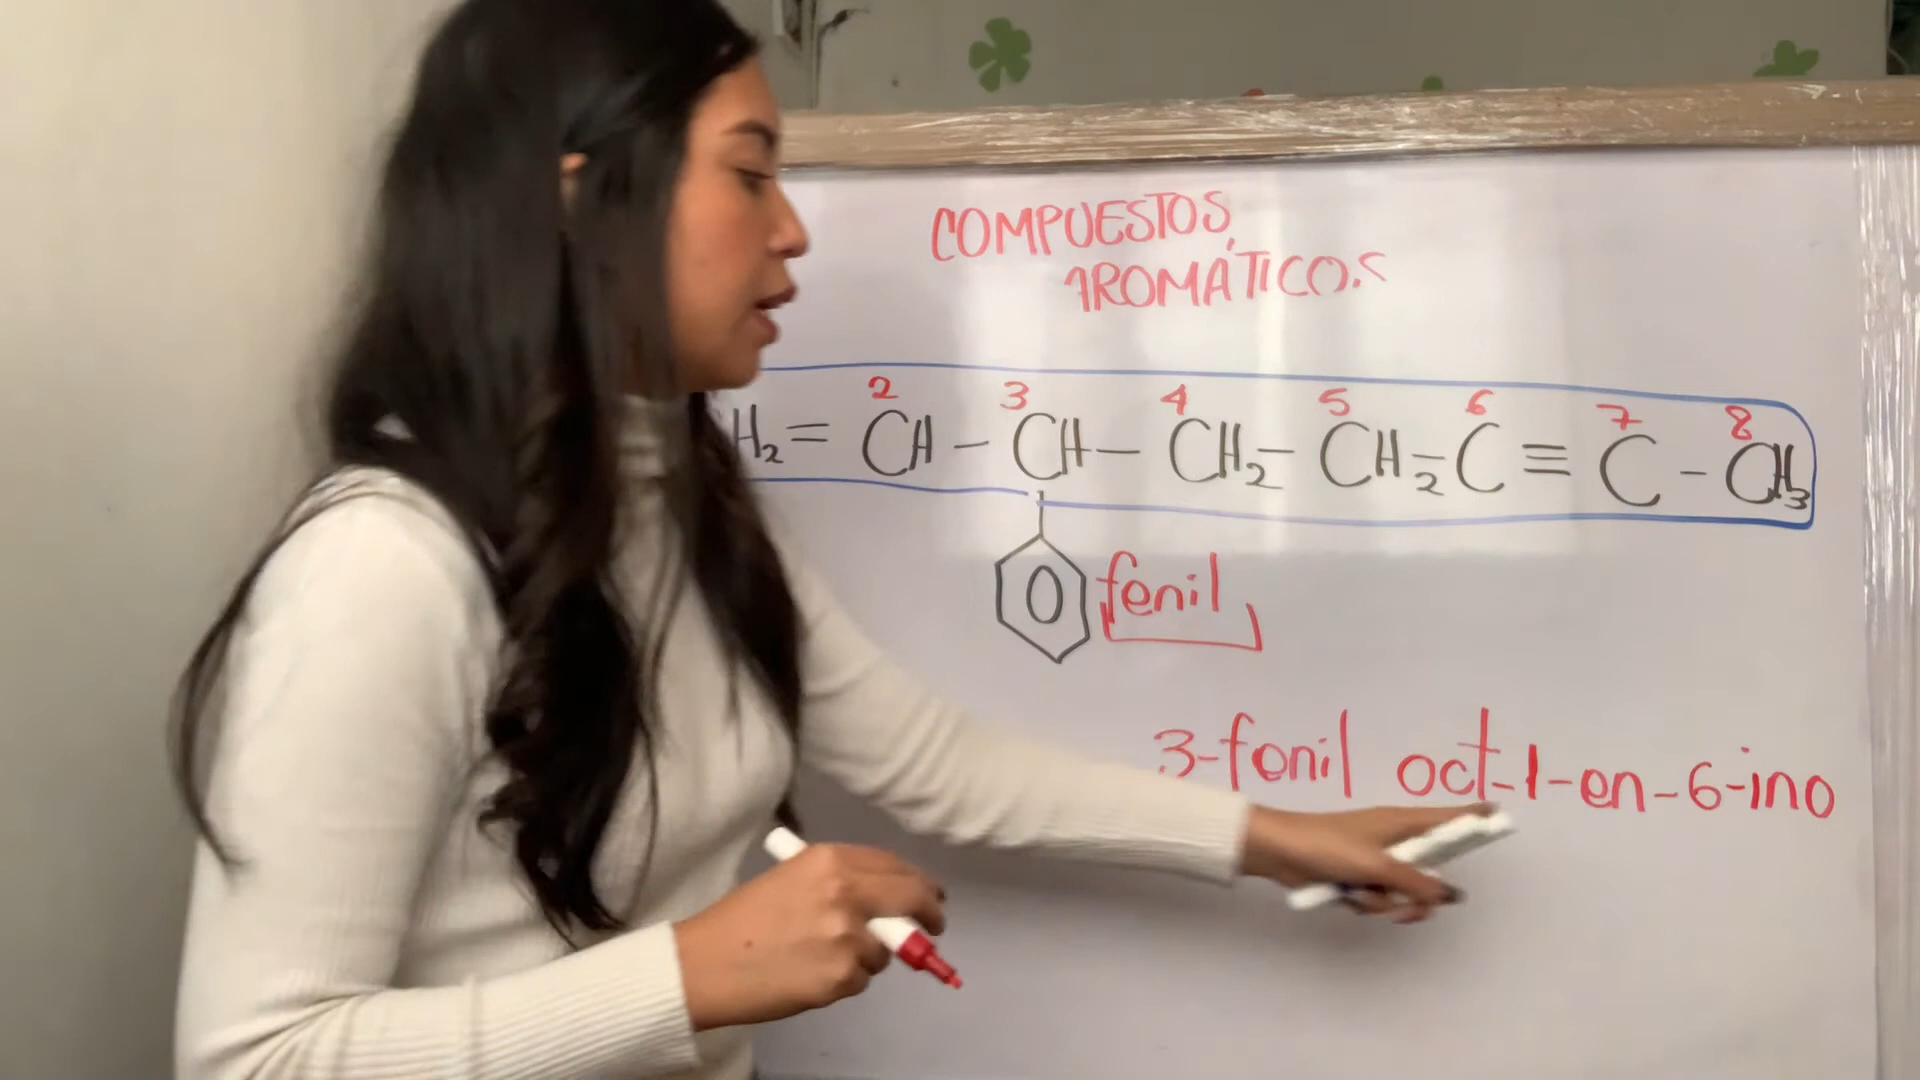 COMPUESTOS
AROMÁTICOS
2 3 4 5 6 7 8
H₂ = CH – CH – CH₂ – CH₂ – C ≡ C – CH₃
fenil
3-fenil oct-1-en-6-ino